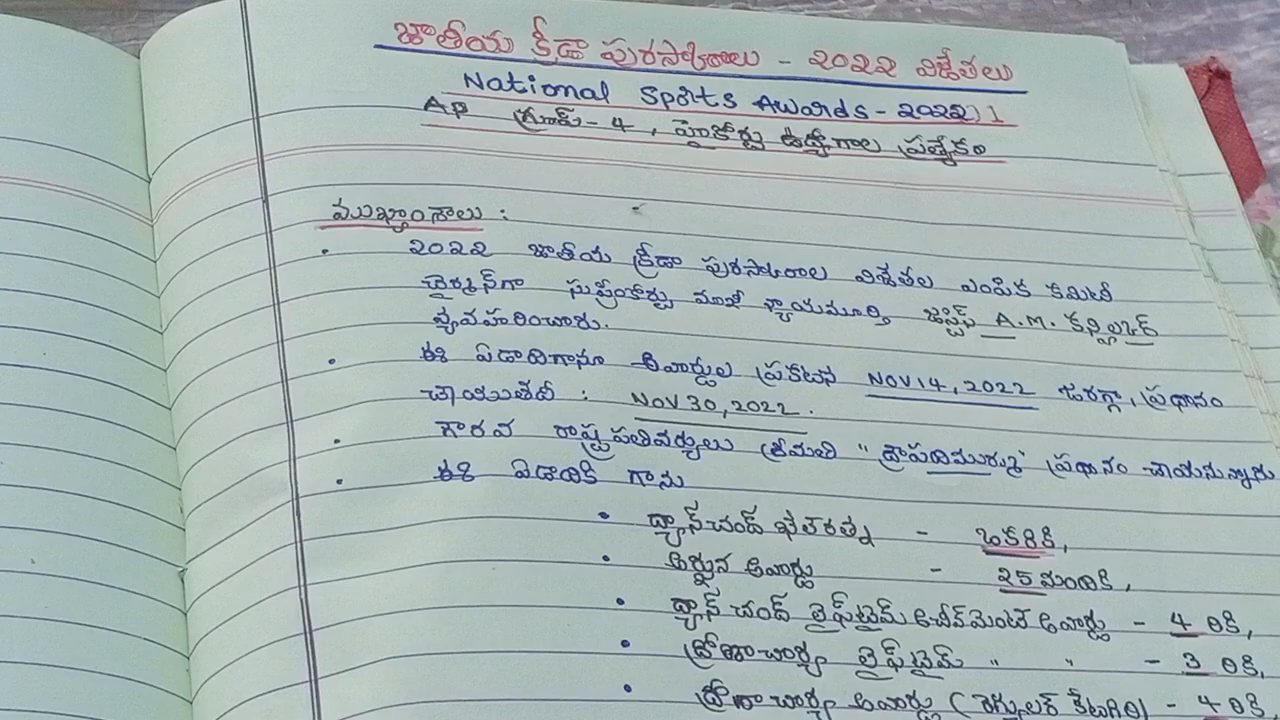 జాతీయ క్రీడా పురస్కారాలు - 2022 విజేతలు
National Sports Awards - 2022
AP గ్రూప్ - 4, హైకోర్టు ఉద్యోగాల ప్రత్యేకం
ముఖ్యాంశాలు :
• 2022 జాతీయ క్రీడా పురస్కారాల విజేతల ఎంపిక కమిటీ
చైర్మన్‌గా సుప్రీంకోర్టు మాజీ న్యాయమూర్తి జస్టిస్ A.M. ఖన్విల్కర్
వ్యవహరించారు.
• ఈ ఏడాదిగానూ అవార్డుల ప్రకటన NOV 14, 2022 జరగ్గా, ప్రధానం
చేయుతేదీ : NOV 30, 2022.
• గౌరవ రాష్ట్రపతివర్యులు శ్రీమతి "ద్రౌపదిముర్ము" ప్రధానం చేయనున్నారు
• ఈ ఏడాదికి గాను
• ధ్యాన్‌చంద్ ఖేల్‌రత్న - ఒకరికి,
• అర్జున అవార్డు - 25 మందికి,
• ధ్యాన్ చంద్ లైఫ్‌టైమ్ అచీవ్‌మెంట్ అవార్డు - 4 రికి,
• ద్రోణాచార్య లైఫ్‌టైమ్ " " - 3 రికి,
• ద్రోణాచార్య అవార్డు (రెగ్యులర్ కేటగిరి) - 4 రికి